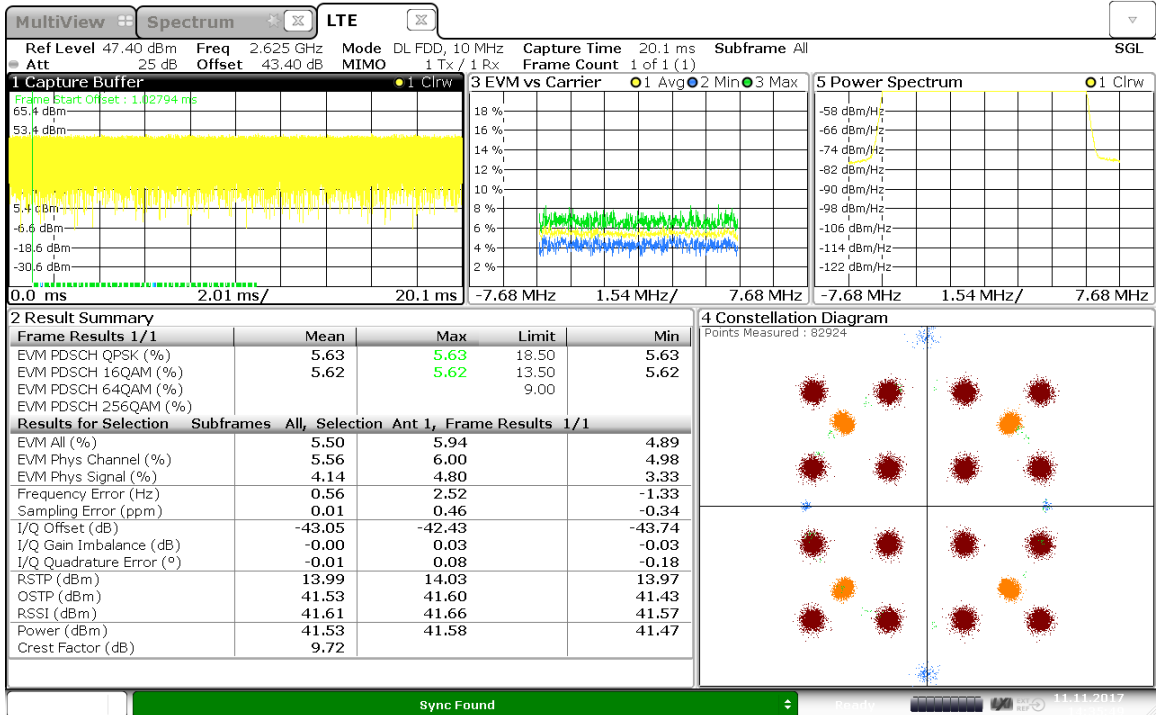 MultiView Spectrum LTE
Ref Level 47.40 dBm Freq 2.625 GHz Mode DL FDD, 10 MHz Capture Time 20.1 ms Subframe All SGL
Att 25 dB Offset 43.40 dB MIMO 1 Tx / 1 Rx Frame Count 1 of 1 (1)
1 Capture Buffer 1 Clrw
Frame Start Offset : 1.02794 ms
65.4 dBm
53.4 dBm
5.4 dBm
-6.6 dBm
-18.6 dBm
-30.6 dBm
0.0 ms 2.01 ms/ 20.1 ms
3 EVM vs Carrier 1 Avg 2 Min 3 Max
18 %
16 %
14 %
12 %
10 %
8 %
6 %
4 %
2 %
-7.68 MHz 1.54 MHz/ 7.68 MHz
5 Power Spectrum 1 Clrw
-58 dBm/Hz
-66 dBm/Hz
-74 dBm/Hz
-82 dBm/Hz
-90 dBm/Hz
-98 dBm/Hz
-106 dBm/Hz
-114 dBm/Hz
-122 dBm/Hz
-7.68 MHz 1.54 MHz/ 7.68 MHz
2 Result Summary
Frame Results 1/1 Mean Max Limit Min
EVM PDSCH QPSK (%) 5.63 5.63 18.50 5.63
EVM PDSCH 16QAM (%) 5.62 5.62 13.50 5.62
EVM PDSCH 64QAM (%) 9.00
EVM PDSCH 256QAM (%)
Results for Selection Subframes All, Selection Ant 1, Frame Results 1/1
EVM All (%) 5.50 5.94 4.89
EVM Phys Channel (%) 5.56 6.00 4.98
EVM Phys Signal (%) 4.14 4.80 3.33
Frequency Error (Hz) 0.56 2.52 -1.33
Sampling Error (ppm) 0.01 0.46 -0.34
I/Q Offset (dB) -43.05 -42.43 -43.74
I/Q Gain Imbalance (dB) -0.00 0.03 -0.03
I/Q Quadrature Error (°) -0.01 0.08 -0.18
RSTP (dBm) 13.99 14.03 13.97
OSTP (dBm) 41.53 41.60 41.43
RSSI (dBm) 41.61 41.66 41.57
Power (dBm) 41.53 41.58 41.47
Crest Factor (dB) 9.72
4 Constellation Diagram
Points Measured : 82924
Sync Found Ready LXI EXT REF 11.11.2017